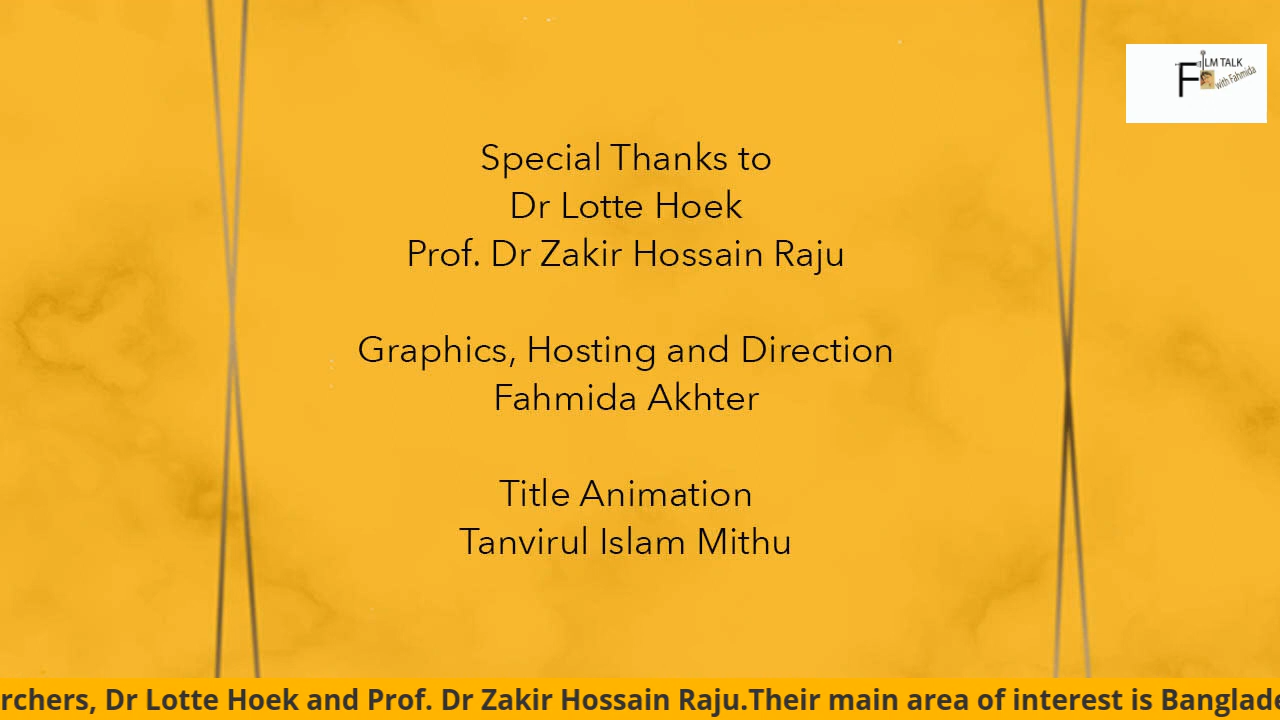 FILM TALK
with Fahmida
Special Thanks to
Dr Lotte Hoek
Prof. Dr Zakir Hossain Raju
Graphics, Hosting and Direction
Fahmida Akhter
Title Animation
Tanvirul Islam Mithu
rchers, Dr Lotte Hoek and Prof. Dr Zakir Hossain Raju.Their main area of interest is Banglade